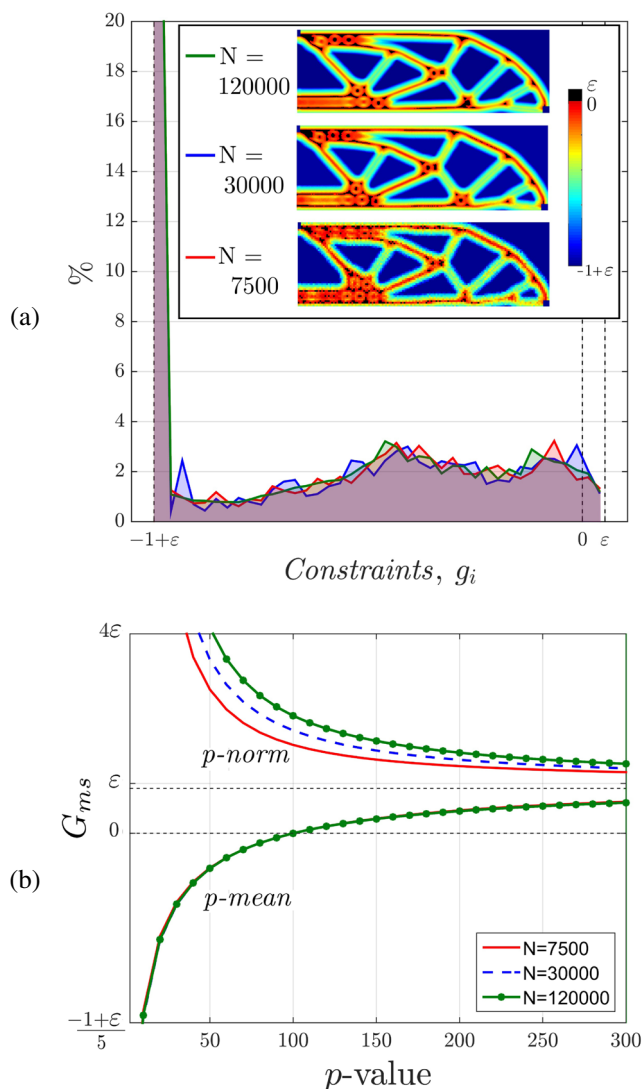 20
18
16
14
12
10
8
6
4
2
0
%
(a)
N =
120000
N =
30000
N =
7500
ε
0
-1+ε
-1+ε
0
ε
Constraints, g_i
4ε
ε
0
-1+ε
5
G_ms
(b)
p-norm
p-mean
N=7500
N=30000
N=120000
50
100
150
200
250
300
p-value